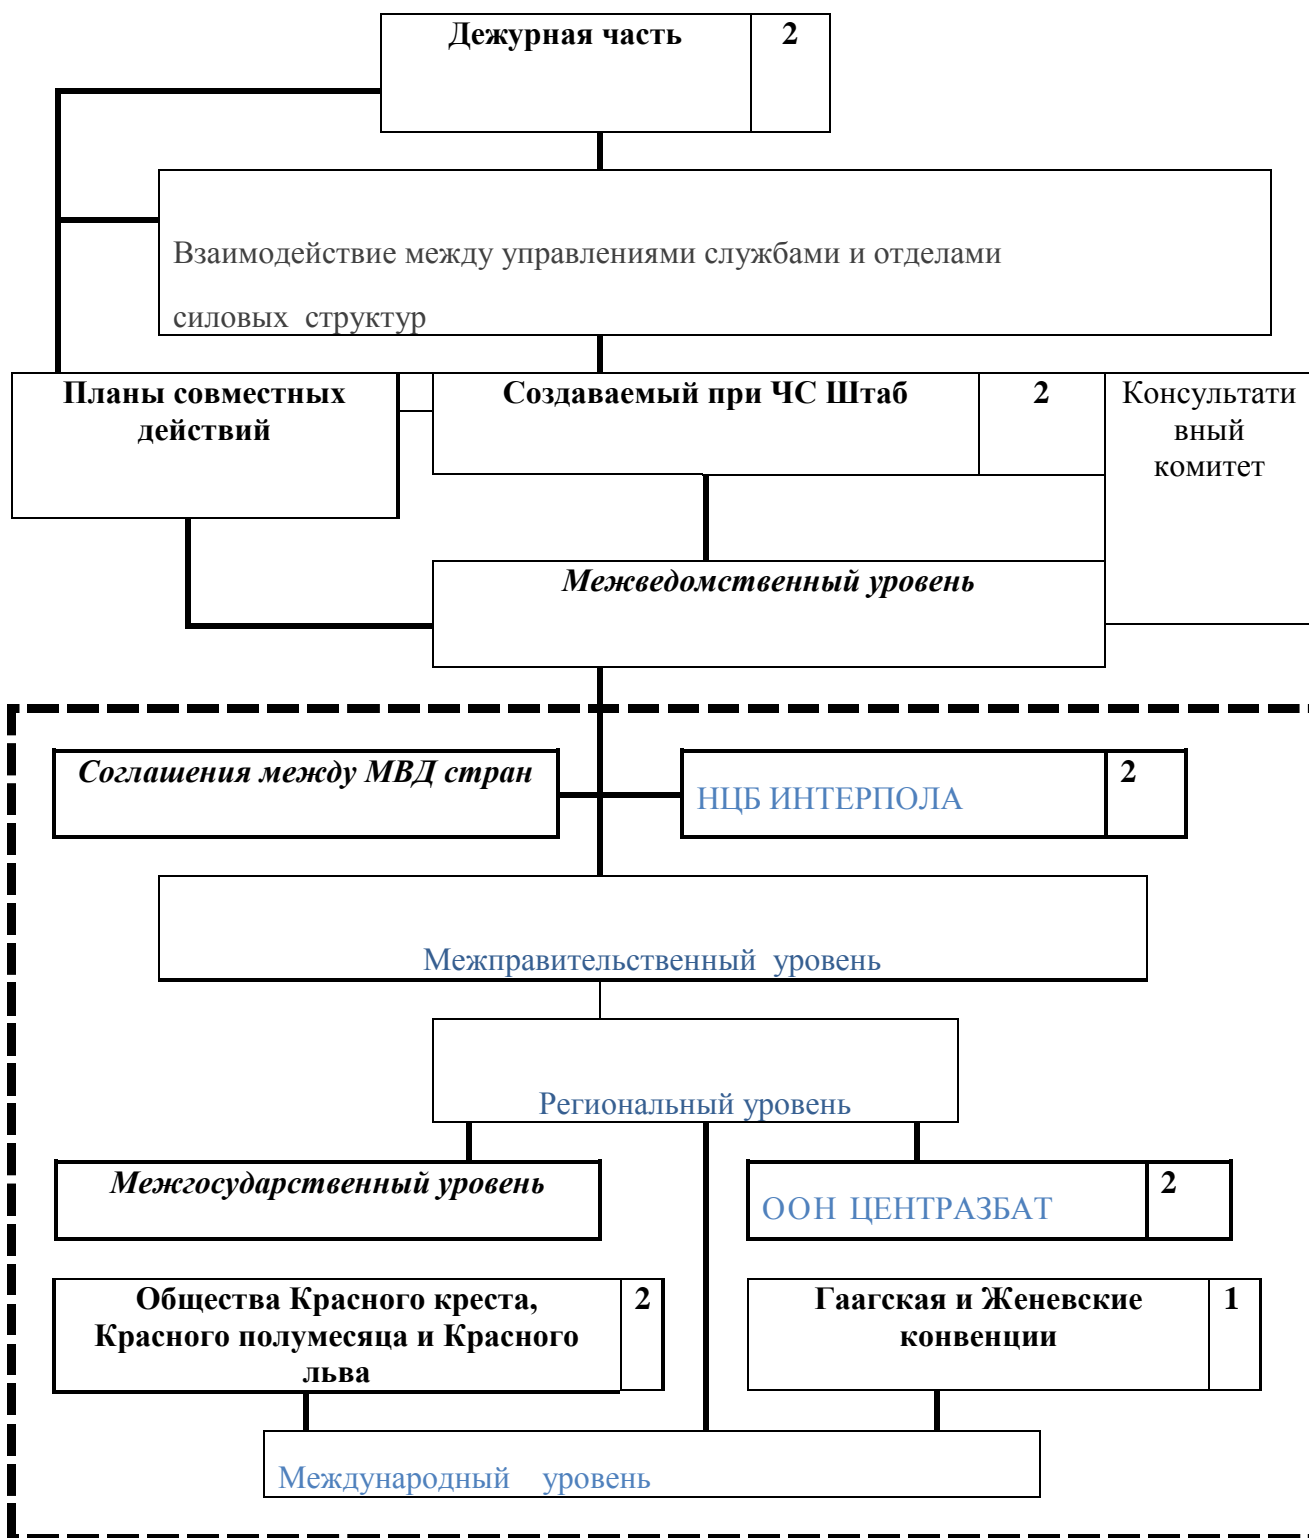 Дежурная часть 2
Взаимодействие между управлениями службами и отделами
силовых структур
Планы совместных
действий
Создаваемый при ЧС Штаб 2
Консультати
вный
комитет
Межведомственный уровень
Соглашения между МВД стран
НЦБ ИНТЕРПОЛА 2
Межправительственный уровень
Региональный уровень
Межгосударственный уровень
ООН ЦЕНТРАЗБАТ 2
Общества Красного креста, 2
Красного полумесяца и Красного
льва
Гаагская и Женевские 1
конвенции
Международный уровень